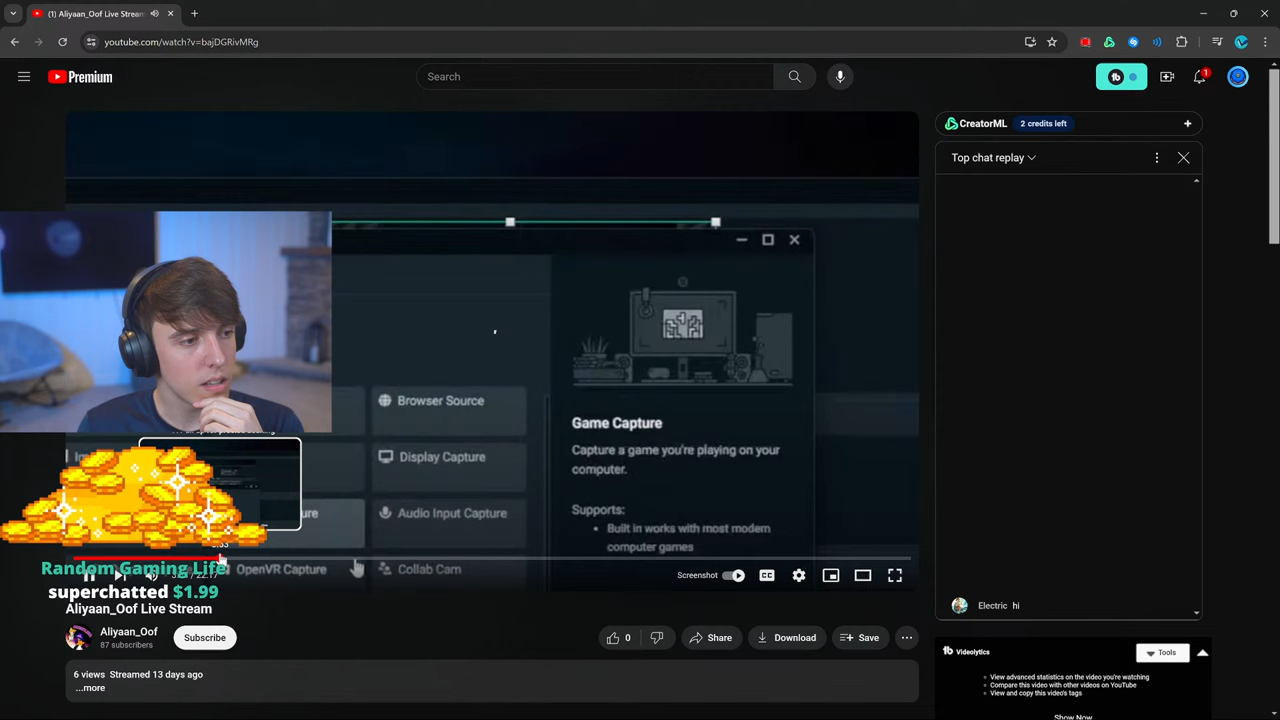 (1) Aliyaan_Oof Live Stream
youtube.com/watch?v=bajDGRivMRg
Premium
Search
1
CreatorML
2 credits left
Top chat replay
Game Capture
Capture a game you're playing on your
computer.
Supports:
Built in works with most modern
computer games
Browser Source
Display Capture
Audio Input Capture
OpenVR Capture
Collab Cam
Screenshot
Random Gaming Life
superchatted $1.99
Aliyaan_Oof Live Stream
Aliyaan_Oof
87 subscribers
Subscribe
0
Share
Download
Save
6 views Streamed 13 days ago
...more
Electric hi
Videolytics
Tools
View advanced statistics on the video you're watching
Compare this video with other videos on YouTube
View and copy this video's tags
Show Now